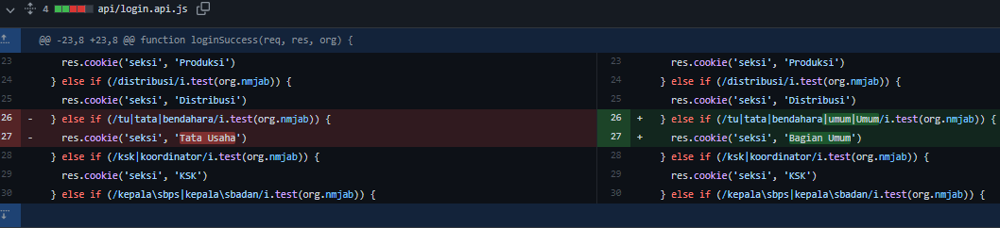 4 api/login.api.js
@@ -23,8 +23,8 @@ function loginSuccess(req, res, org) {
23 res.cookie('seksi', 'Produksi')
24 } else if (/distribusi/i.test(org.nmjab)) {
25 res.cookie('seksi', 'Distribusi')
26 - } else if (/tu|tata|bendahara/i.test(org.nmjab)) {
27 - res.cookie('seksi', 'Tata Usaha')
28 } else if (/ksk|koordinator/i.test(org.nmjab)) {
29 res.cookie('seksi', 'KSK')
30 } else if (/kepala\sbps|kepala\sbadan/i.test(org.nmjab)) {
23 res.cookie('seksi', 'Produksi')
24 } else if (/distribusi/i.test(org.nmjab)) {
25 res.cookie('seksi', 'Distribusi')
26 + } else if (/tu|tata|bendahara|umum|Umum/i.test(org.nmjab)) {
27 + res.cookie('seksi', 'Bagian Umum')
28 } else if (/ksk|koordinator/i.test(org.nmjab)) {
29 res.cookie('seksi', 'KSK')
30 } else if (/kepala\sbps|kepala\sbadan/i.test(org.nmjab)) {